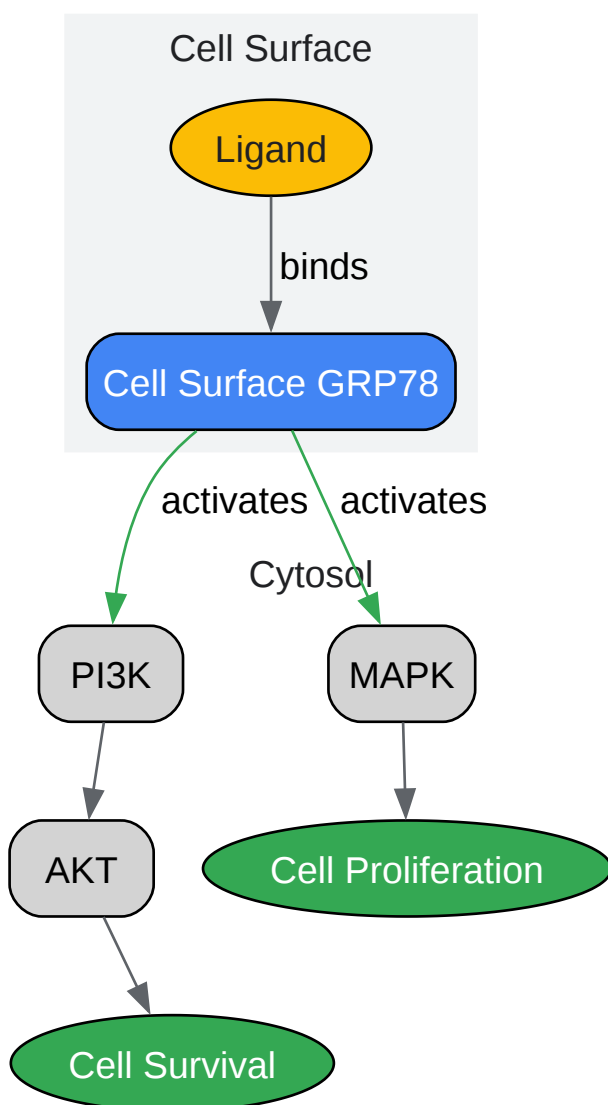 Cell Surface
Ligand
binds
Cell Surface GRP78
activates activates
Cytosol
PI3K MAPK
AKT Cell Proliferation
Cell Survival